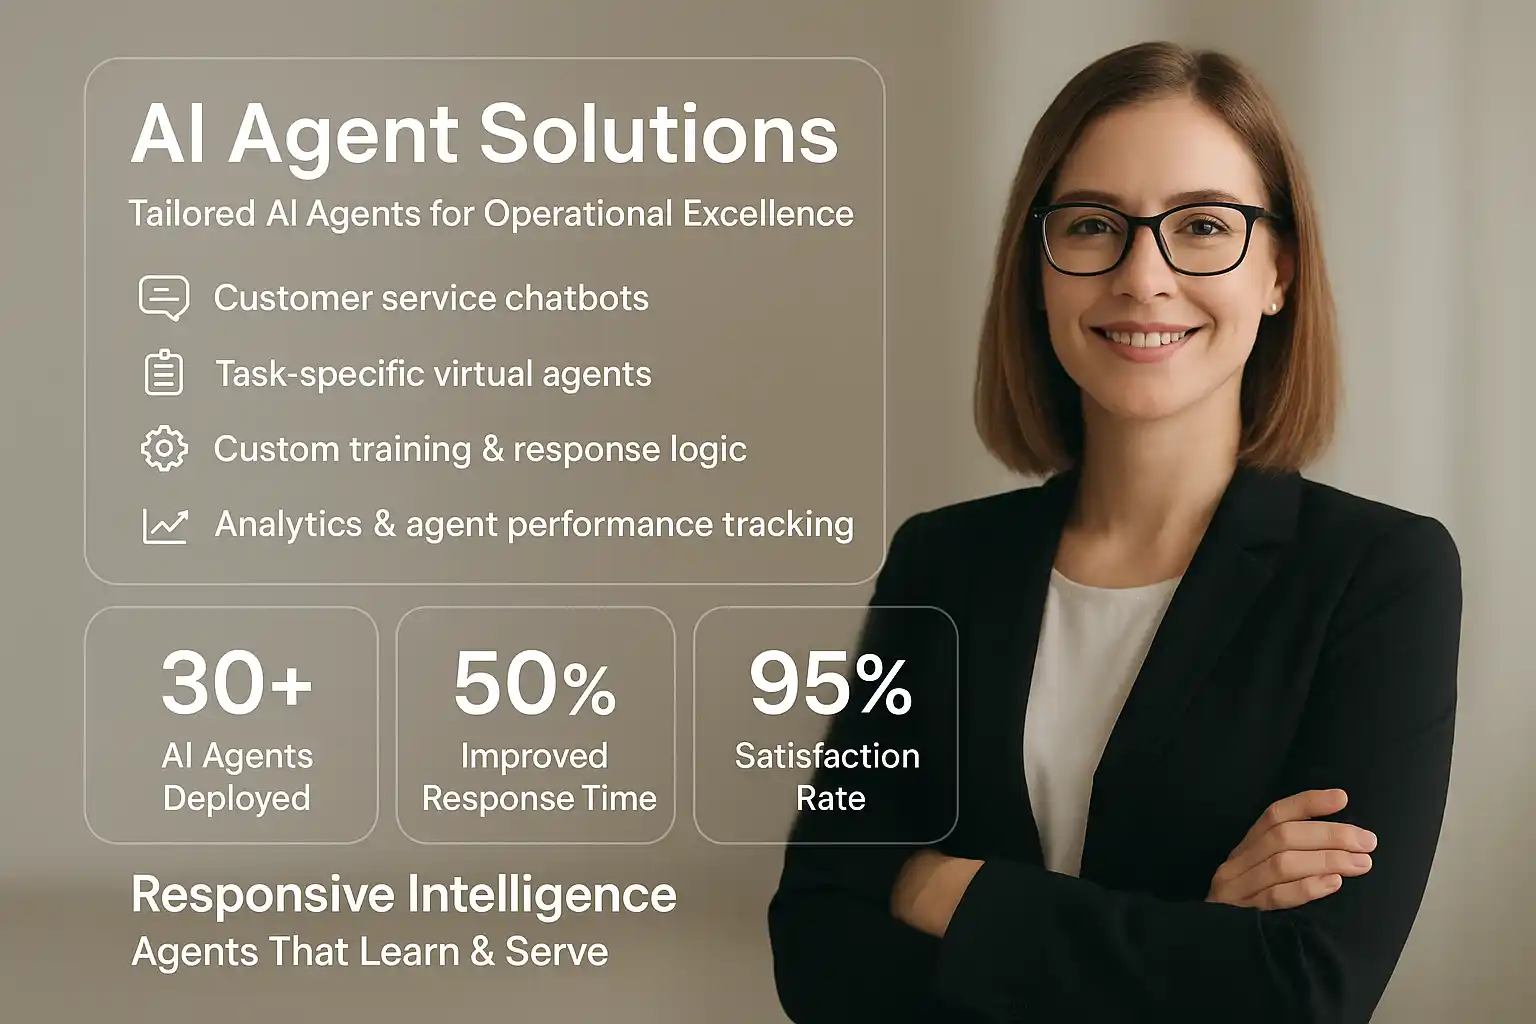 AI Agent Solutions
Tailored AI Agents for Operational Excellence
Customer service chatbots
Task-specific virtual agents
Custom training & response logic
Analytics & agent performance tracking
30+
AI Agents
Deployed
50%
Improved
Response Time
95%
Satisfaction
Rate
Responsive Intelligence
Agents That Learn & Serve